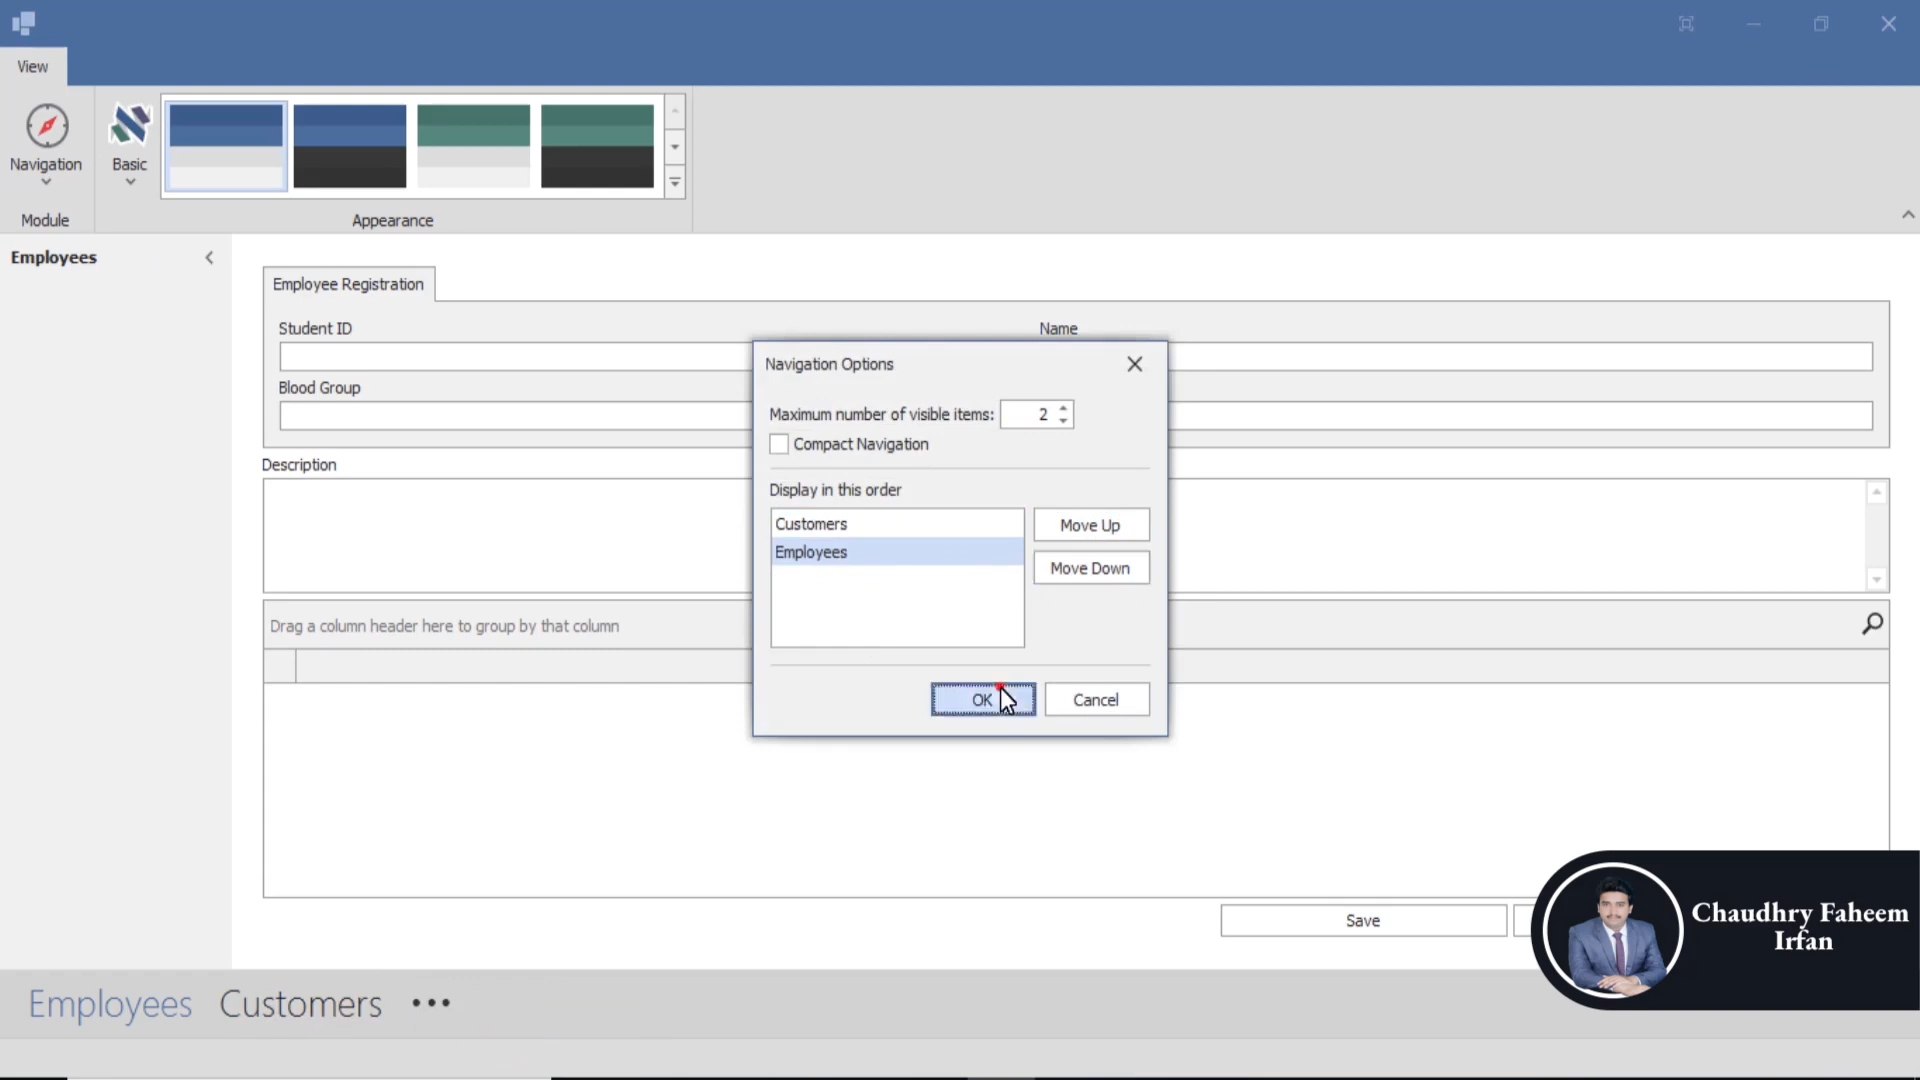 View
Navigation
Basic
Module
Appearance
Employees
Employee Registration
Student ID
Name
Blood Group
Description
Drag a column header here to group by that column
Navigation Options
Maximum number of visible items: 2
Compact Navigation
Display in this order
Customers
Employees
Move Up
Move Down
OK
Cancel
Save
Chaudhry Faheem
Irfan
Employees Customers •••